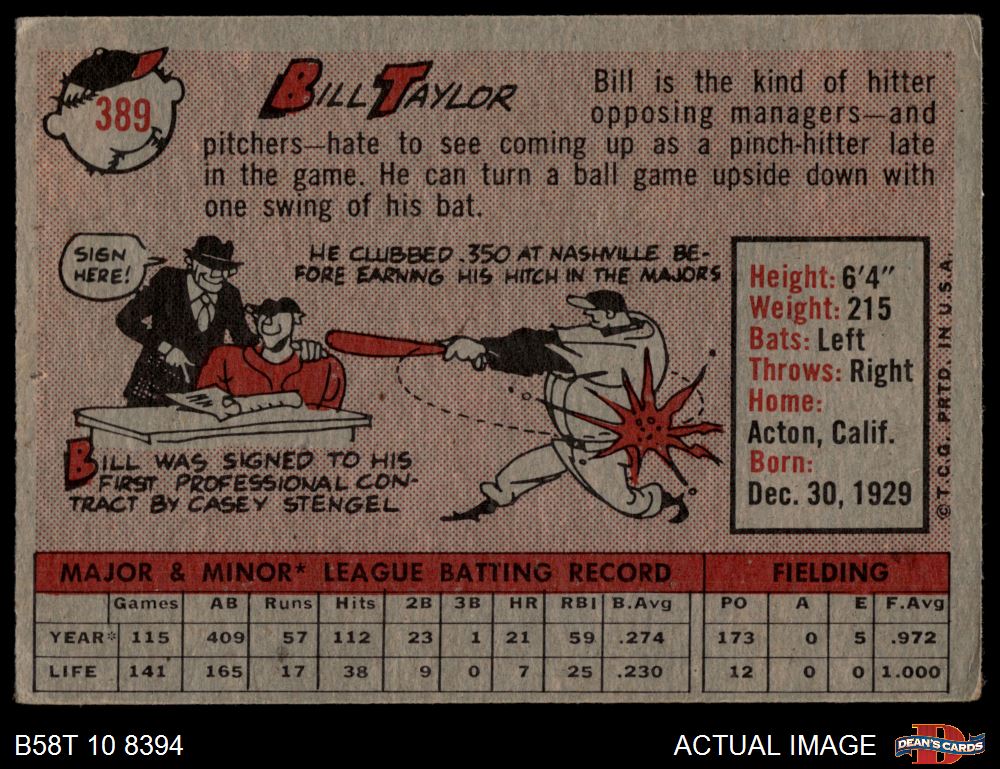 389
BILL TAYLOR
Bill is the kind of hitter
opposing managers—and
pitchers—hate to see coming up as a pinch-hitter late
in the game. He can turn a ball game upside down with
one swing of his bat.
SIGN
HERE!
HE CLUBBED .350 AT NASHVILLE BE-
FORE EARNING HIS HITCH IN THE MAJORS
BILL WAS SIGNED TO HIS
FIRST PROFESSIONAL CON-
TRACT BY CASEY STENGEL
Height: 6'4"
Weight: 215
Bats: Left
Throws: Right
Home:
Acton, Calif.
Born:
Dec. 30, 1929
©T.C.G. PRTD. IN U.S.A.
MAJOR & MINOR* LEAGUE BATTING RECORD FIELDING
Games AB Runs Hits 2B 3B HR RBI B.Avg PO A E F.Avg
YEAR* 115 409 57 112 23 1 21 59 .274 173 0 5 .972
LIFE 141 165 17 38 9 0 7 25 .230 12 0 0 1.000
B58T 10 8394
ACTUAL IMAGE
D
DEAN'S CARDS